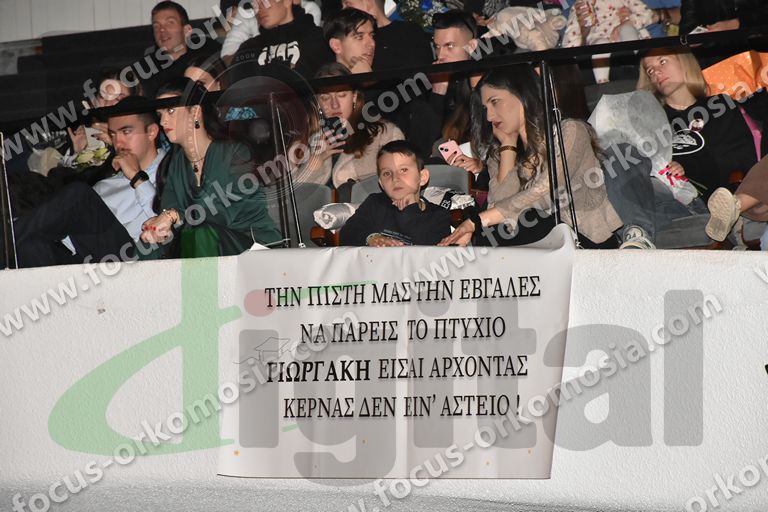 ΤΗΝ ΠΙΣΤΗ ΜΑΣ ΤΗΝ ΕΒΓΑΛΕΣ
ΝΑ ΠΑΡΕΙΣ ΤΟ ΠΤΥΧΙΟ
ΓΙΩΡΓΑΚΗ ΕΙΣΑΙ ΑΡΧΟΝΤΑΣ
ΚΕΡΝΑΣ ΔΕΝ ΕΙΝ' ΑΣΤΕΙΟ !
digital
www.focus-orkomosia.com